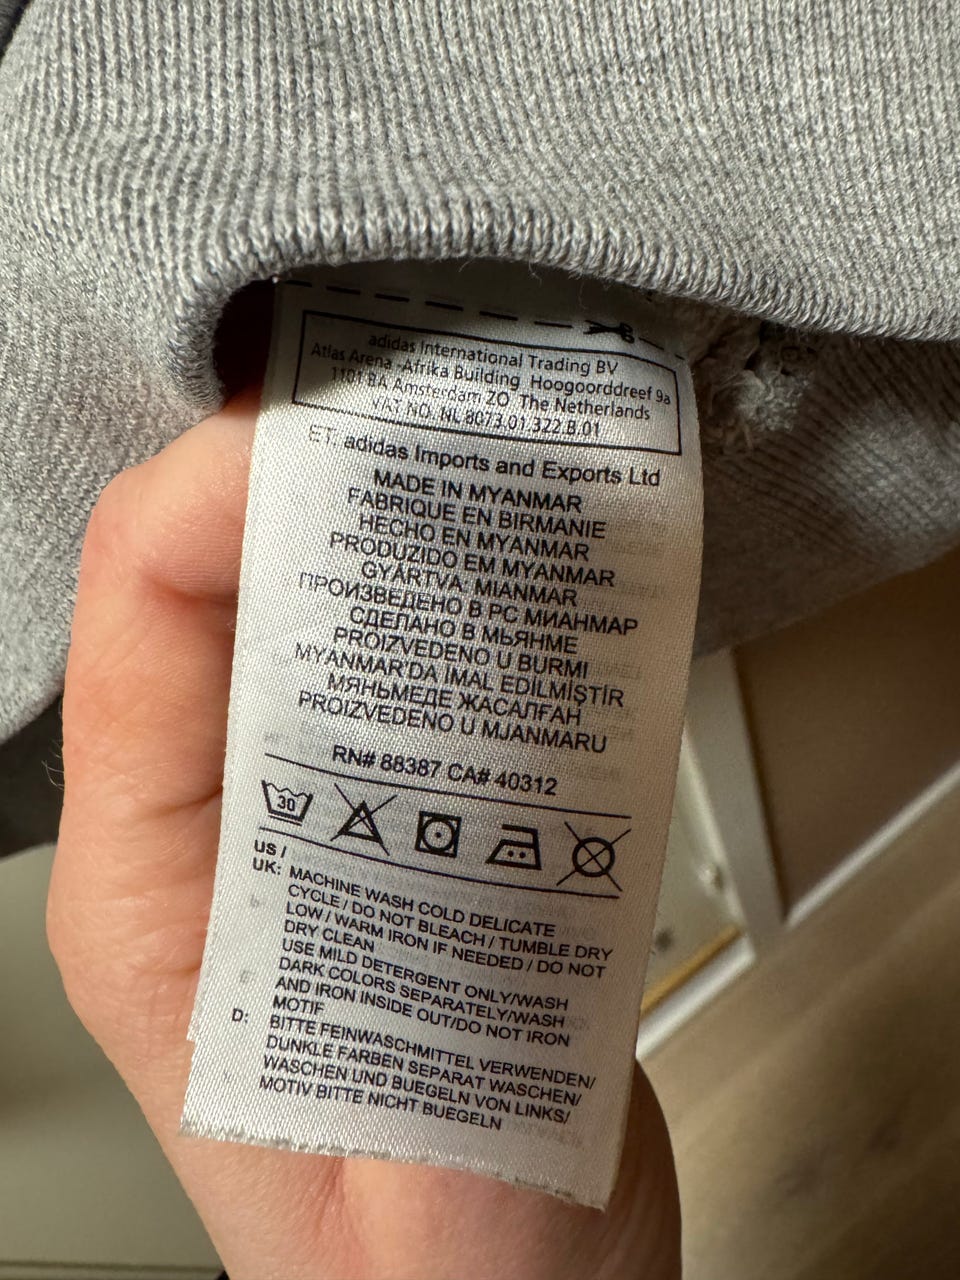 adidas International Trading BV
Atlas Arena -Afrika Building Hoogoorddreef 9a
1101 BA Amsterdam ZO The Netherlands
VAT.NO. NL 8073.01.322.B.01
ET: adidas Imports and Exports Ltd
MADE IN MYANMAR
FABRIQUE EN BIRMANIE
HECHO EN MYANMAR
PRODUZIDO EM MYANMAR
GYÁRTVA: MIANMAR
ПРОИЗВЕДЕНО В РС МИАНМАР
СДЕЛАНО В МЬЯНМЕ
PROIZVEDENO U BURMI
MYANMAR'DA İMAL EDİLMİŞTİR
МЯНЬМЕДЕ ЖАСАЛҒАН
PROIZVEDENO U MJANMARU
RN# 88387 CA# 40312
30
US /
UK: MACHINE WASH COLD DELICATE
CYCLE / DO NOT BLEACH / TUMBLE DRY
LOW / WARM IRON IF NEEDED / DO NOT
DRY CLEAN
USE MILD DETERGENT ONLY/WASH
DARK COLORS SEPARATELY/WASH
AND IRON INSIDE OUT/DO NOT IRON
MOTIF
D: BITTE FEINWASCHMITTEL VERWENDEN/
DUNKLE FARBEN SEPARAT WASCHEN/
WASCHEN UND BUEGELN VON LINKS/
MOTIV BITTE NICHT BUEGELN